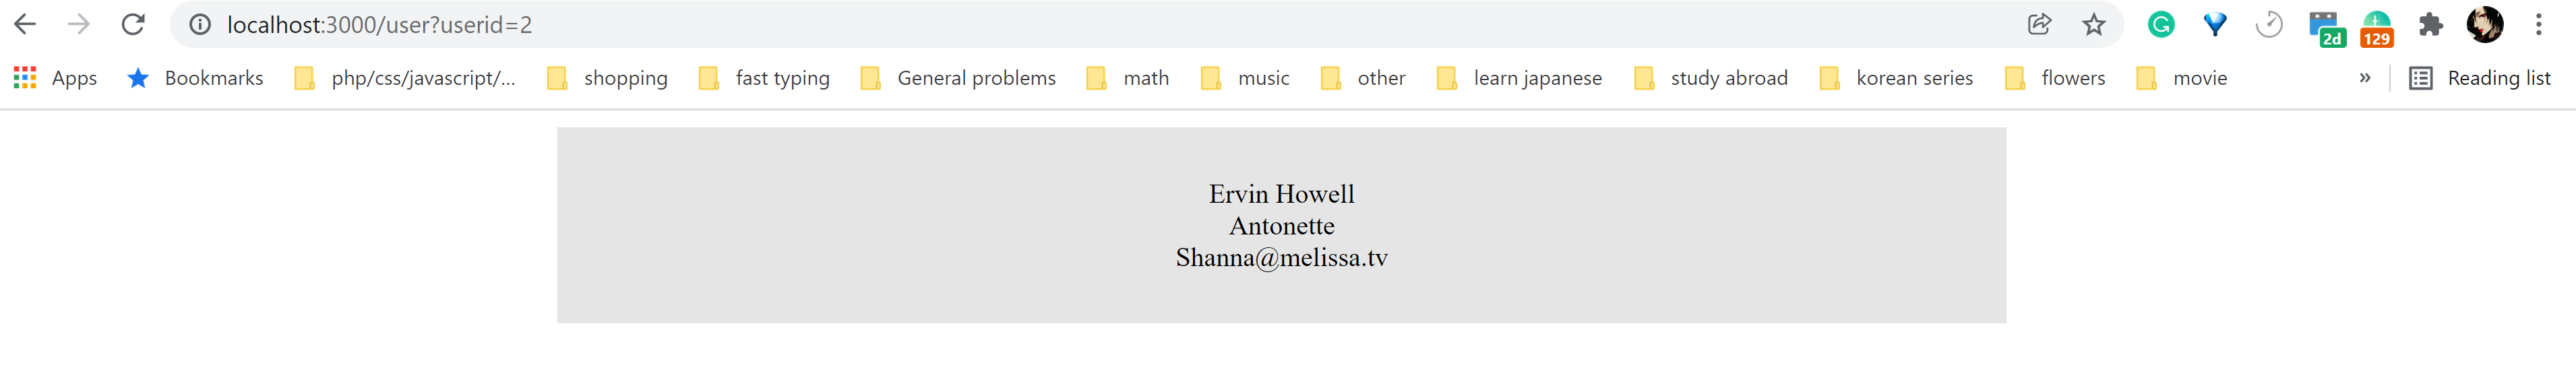 localhost:3000/user?userid=2
2d
129
Apps Bookmarks php/css/javascript/... shopping fast typing General problems math music other learn japanese study abroad korean series flowers movie » Reading list
Ervin Howell
Antonette
Shanna@melissa.tv